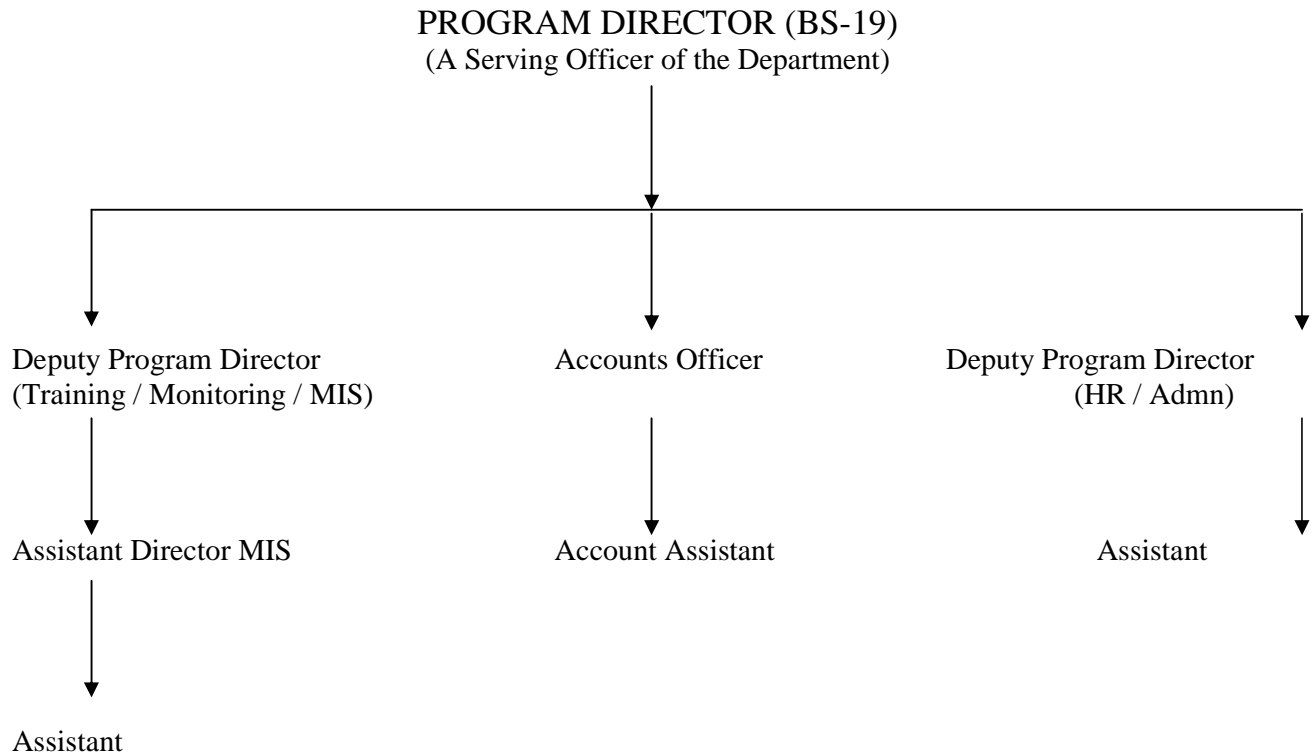 PROGRAM DIRECTOR (BS-19)
(A Serving Officer of the Department)
Deputy Program Director
(Training / Monitoring / MIS)
Accounts Officer
Deputy Program Director
(HR / Admn)
Assistant Director MIS
Account Assistant
Assistant
Assistant